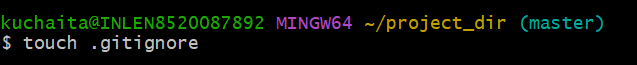 kuchaita@INLEN8520087892 MINGW64 ~/project_dir (master)
$ touch .gitignore